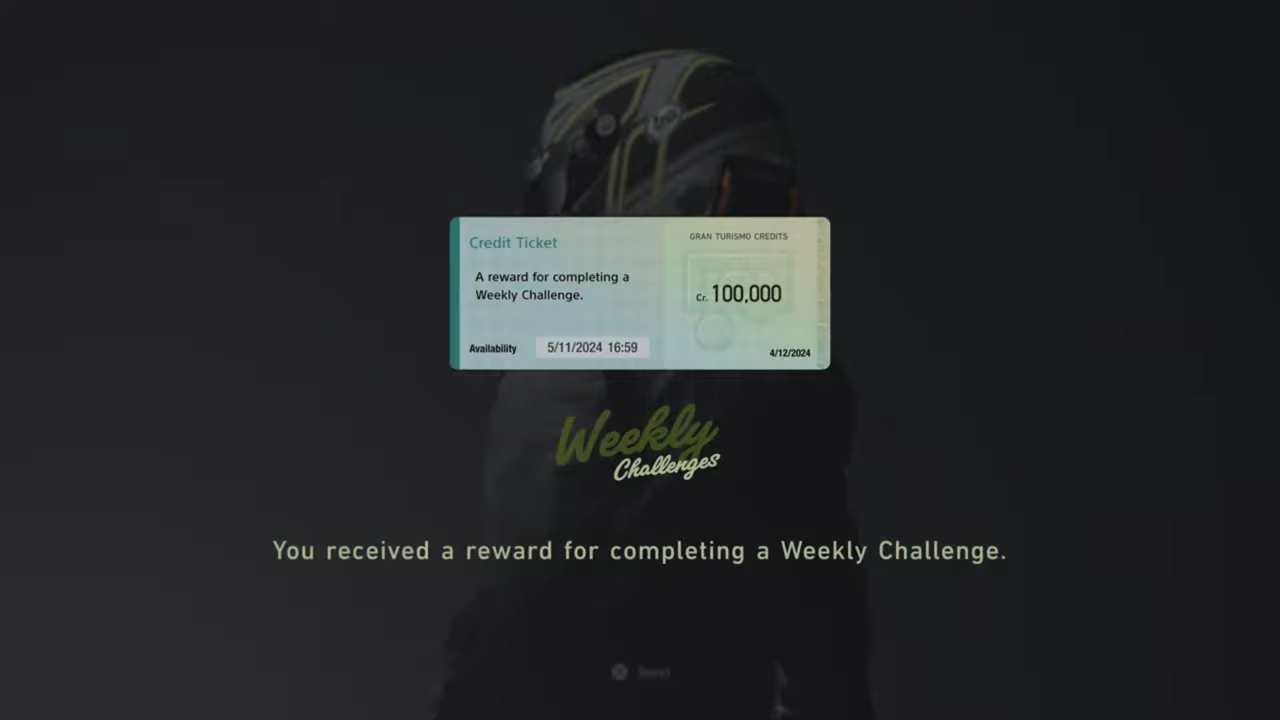 Credit Ticket
GRAN TURISMO CREDITS
A reward for completing a
Weekly Challenge.
Cr. 100,000
Availability 5/11/2024 16:59
4/12/2024
Weekly
Challenges
You received a reward for completing a Weekly Challenge.